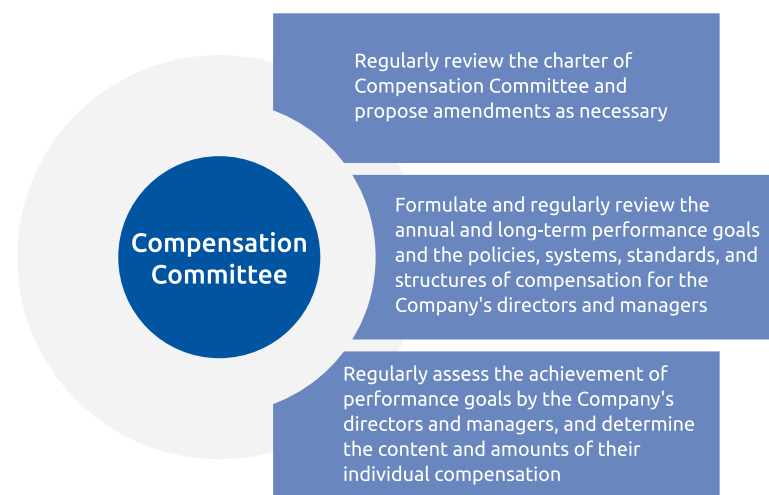 Regularly review the charter of
Compensation Committee and
propose amendments as necessary
Compensation
Committee
Formulate and regularly review the
annual and long-term performance goals
and the policies, systems, standards, and
structures of compensation for the
Company's directors and managers
Regularly assess the achievement of
performance goals by the Company's
directors and managers, and determine
the content and amounts of their
individual compensation